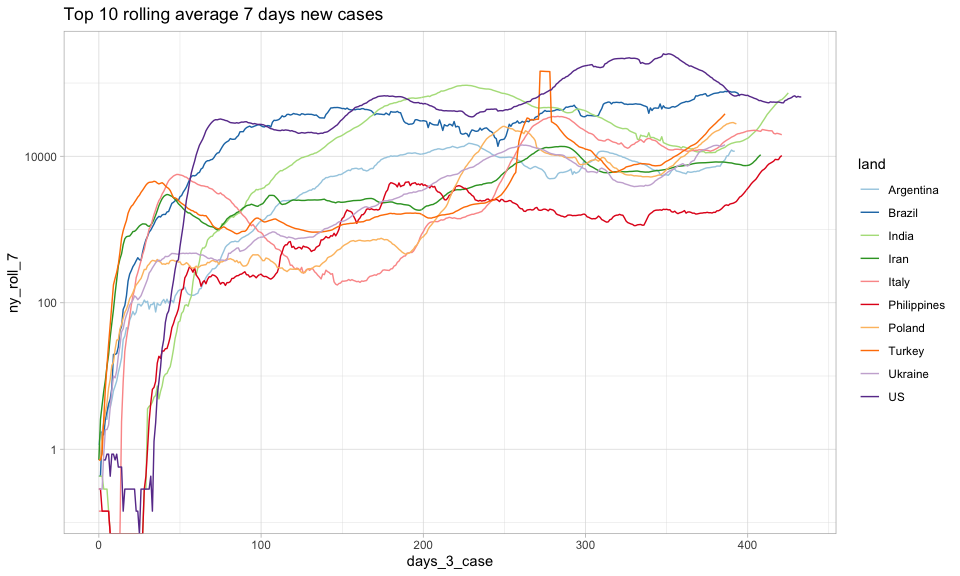 Top 10 rolling average 7 days new cases
ny_roll_7
10000
100
1
0
100
200
300
400
days_3_case
land
Argentina
Brazil
India
Iran
Italy
Philippines
Poland
Turkey
Ukraine
US